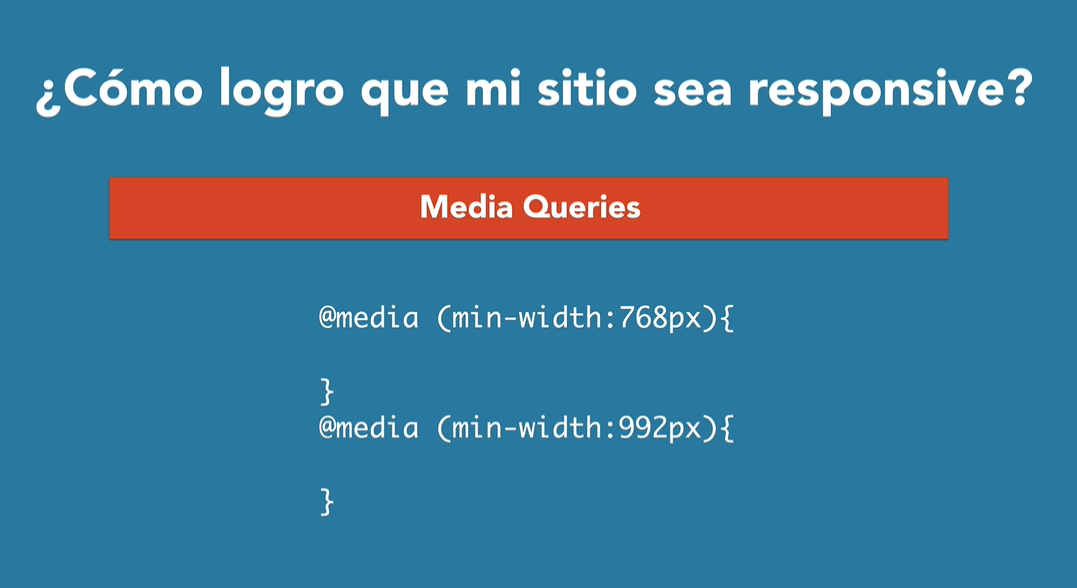 ¿Cómo logro que mi sitio sea responsive?
Media Queries
@media (min-width:768px){
}
@media (min-width:992px){
}